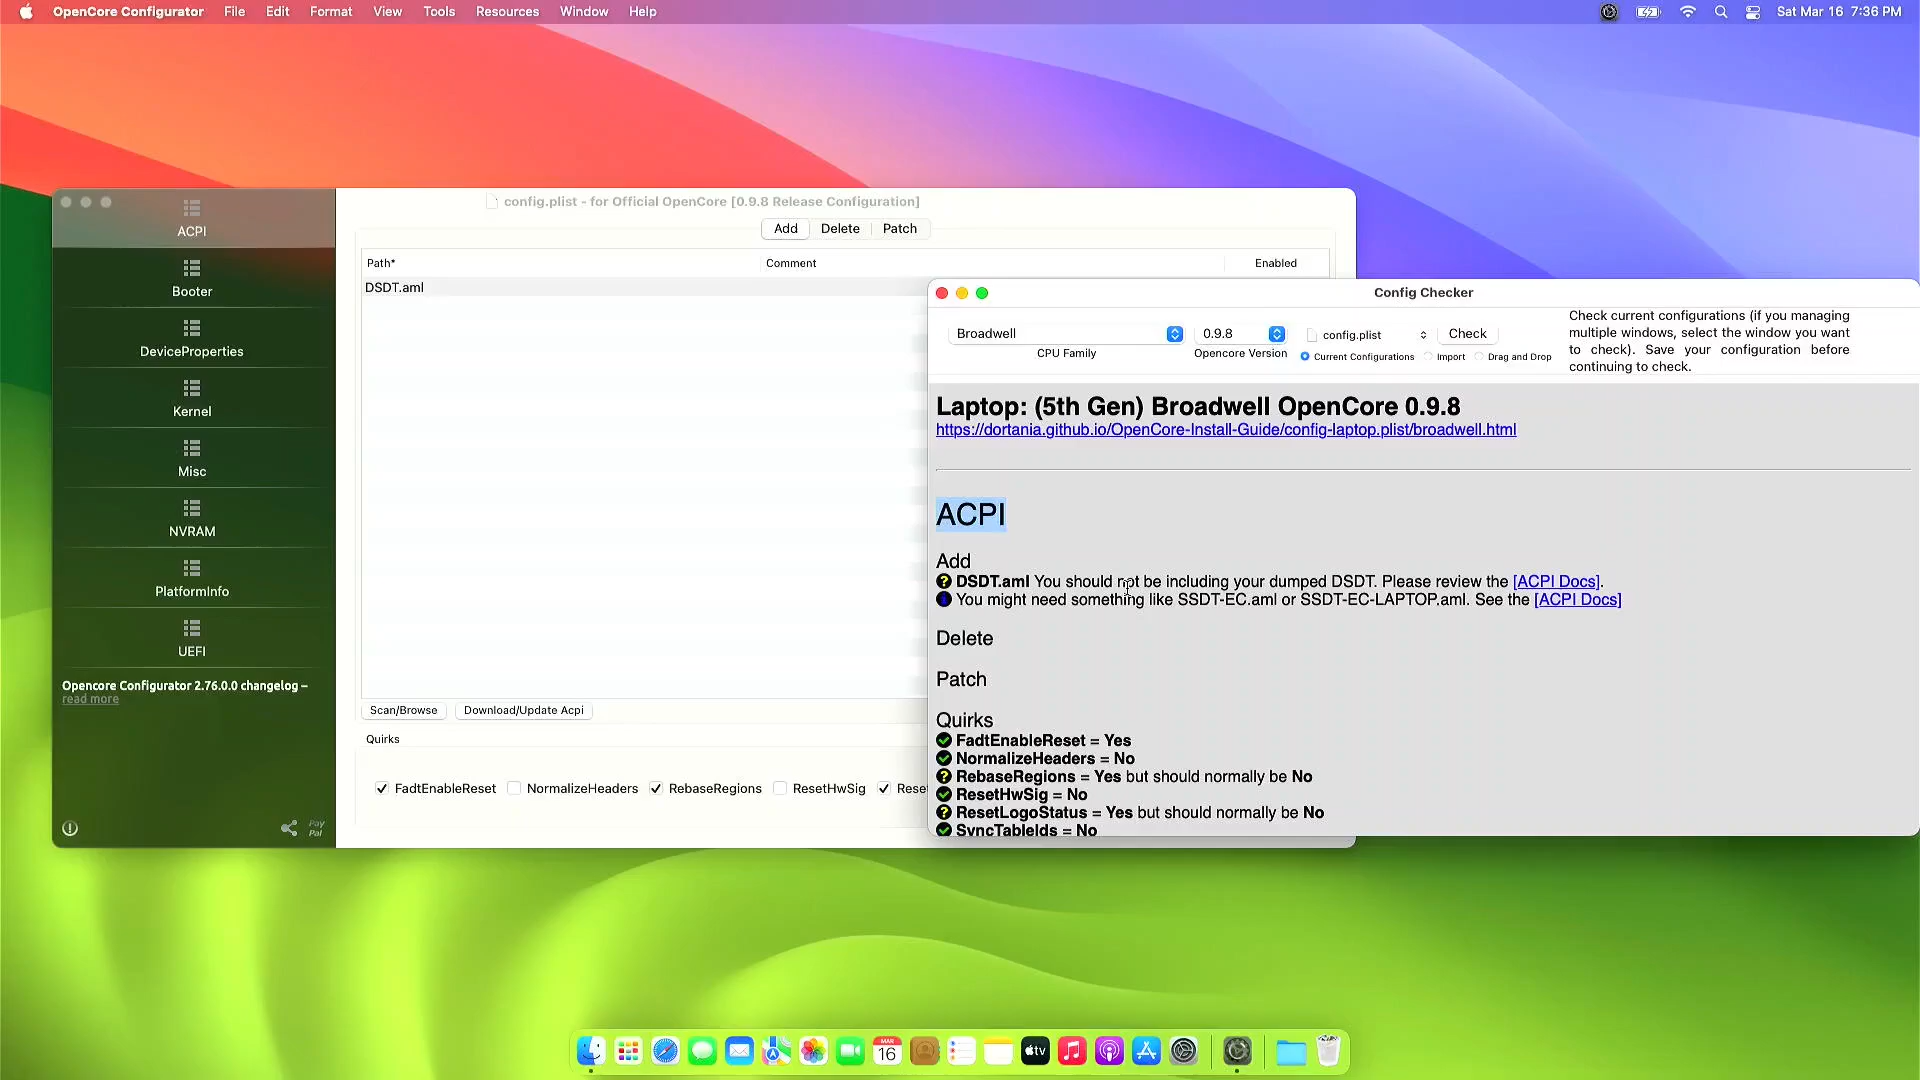 OpenCore Configurator File Edit Format View Tools Resources Window Help Sat Mar 16 7:36 PM
config.plist - for Official OpenCore [0.9.8 Release Configuration]
ACPI
Booter
DeviceProperties
Kernel
Misc
NVRAM
PlatformInfo
UEFI
Opencore Configurator 2.76.0.0 changelog –
read more
Pay
Pal
Add Delete Patch
Path* Comment Enabled
DSDT.aml
Scan/Browse Download/Update Acpi
Quirks
FadtEnableReset NormalizeHeaders RebaseRegions ResetHwSig Rese
Config Checker
Broadwell 0.9.8 config.plist Check
CPU Family Opencore Version Current Configurations Import Drag and Drop
Check current configurations (if you managing
multiple windows, select the window you want
to check). Save your configuration before
continuing to check.
Laptop: (5th Gen) Broadwell OpenCore 0.9.8
https://dortania.github.io/OpenCore-Install-Guide/config-laptop.plist/broadwell.html
ACPI
Add
DSDT.aml You should not be including your dumped DSDT. Please review the [ACPI Docs].
You might need something like SSDT-EC.aml or SSDT-EC-LAPTOP.aml. See the [ACPI Docs]
Delete
Patch
Quirks
FadtEnableReset = Yes
NormalizeHeaders = No
RebaseRegions = Yes but should normally be No
ResetHwSig = No
ResetLogoStatus = Yes but should normally be No
SyncTableIds = No
MAR
16
tv